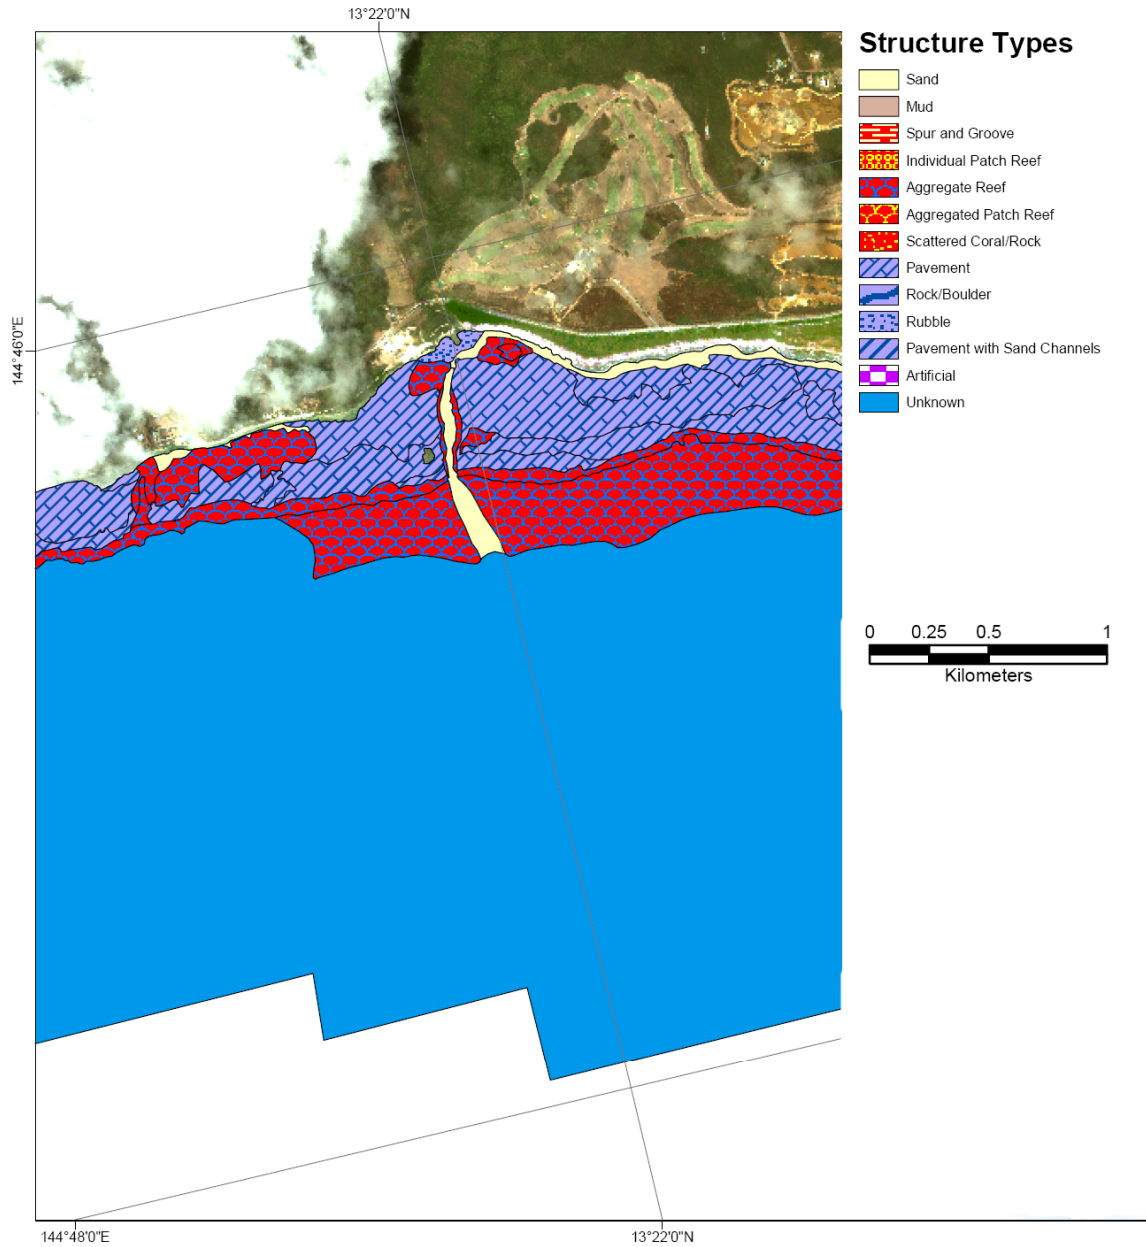 13°22'0"N
Structure Types
Sand
Mud
Spur and Groove
Individual Patch Reef
Aggregate Reef
Aggregated Patch Reef
Scattered Coral/Rock
Pavement
Rock/Boulder
Rubble
Pavement with Sand Channels
Artificial
Unknown
144°46'0"E
0 0.25 0.5 1
Kilometers
144°48'0"E
13°22'0"N